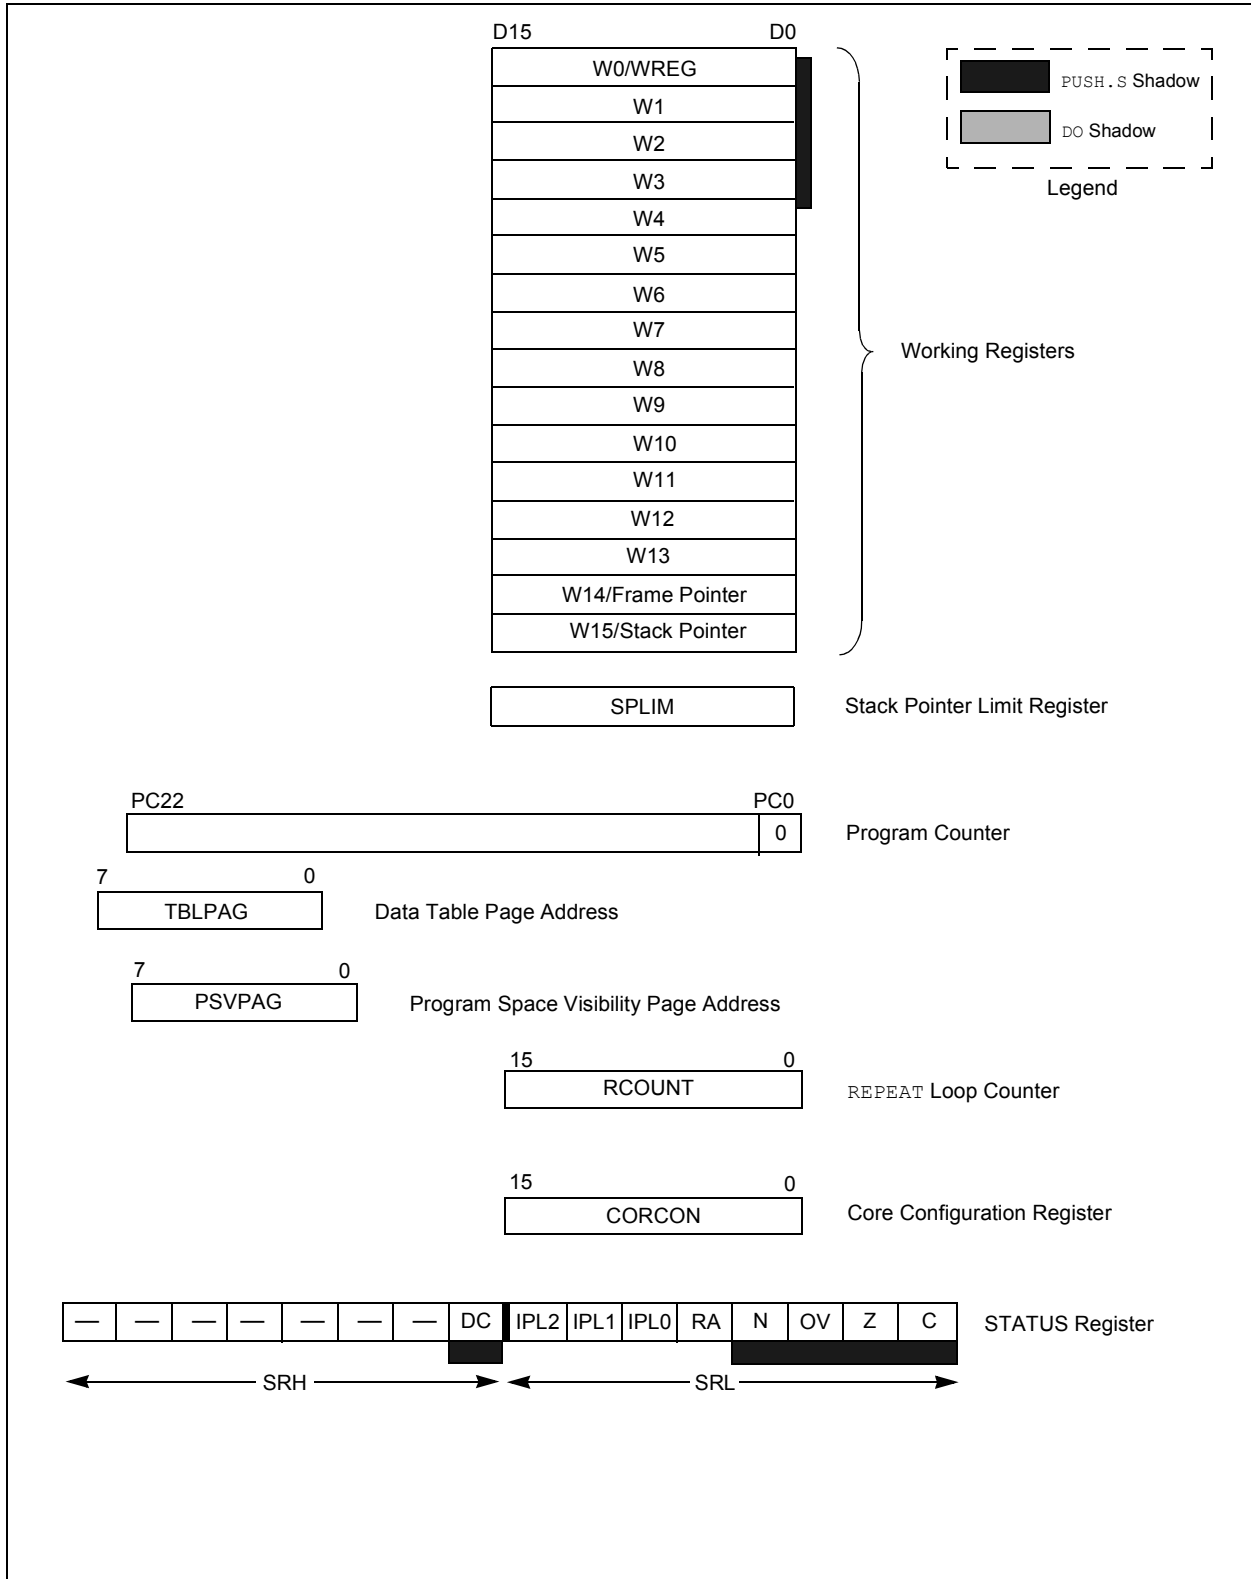 D15 D0
W0/WREG
W1
W2
W3
W4
W5
W6
W7
W8
W9
W10
W11
W12
W13
W14/Frame Pointer
W15/Stack Pointer
PUSH.S Shadow
DO Shadow
Legend
Working Registers
SPLIM Stack Pointer Limit Register
PC22 PC0
0 Program Counter
7 0
TBLPAG Data Table Page Address
7 0
PSVPAG Program Space Visibility Page Address
15 0
RCOUNT REPEAT Loop Counter
15 0
CORCON Core Configuration Register
— — — — — — — DC IPL2 IPL1 IPL0 RA N OV Z C STATUS Register
SRH SRL